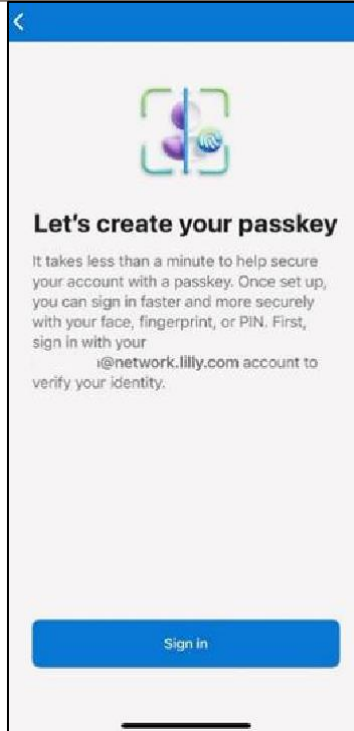 Let's create your passkey
It takes less than a minute to help secure
your account with a passkey. Once set up,
you can sign in faster and more securely
with your face, fingerprint, or PIN. First,
sign in with your
@network.lilly.com account to
verify your identity.
Sign in